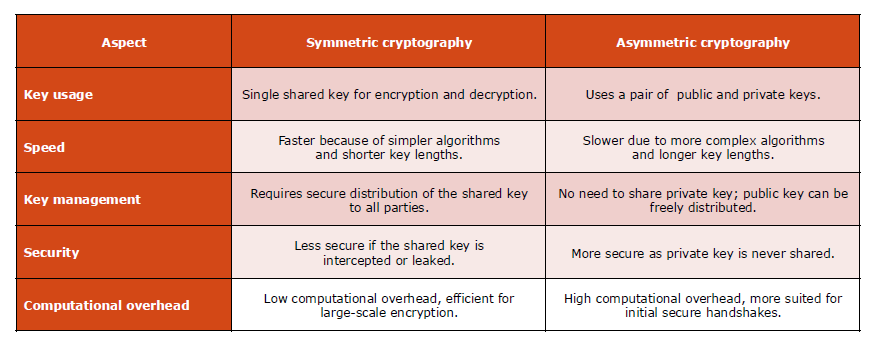 Aspect
Symmetric cryptography
Asymmetric cryptography
Key usage
Single shared key for encryption and decryption.
Uses a pair of public and private keys.
Speed
Faster because of simpler algorithms
and shorter key lengths.
Slower due to more complex algorithms
and longer key lengths.
Key management
Requires secure distribution of the shared key
to all parties.
No need to share private key; public key can be
freely distributed.
Security
Less secure if the shared key is
intercepted or leaked.
More secure as private key is never shared.
Computational overhead
Low computational overhead, efficient for
large-scale encryption.
High computational overhead, more suited for
initial secure handshakes.